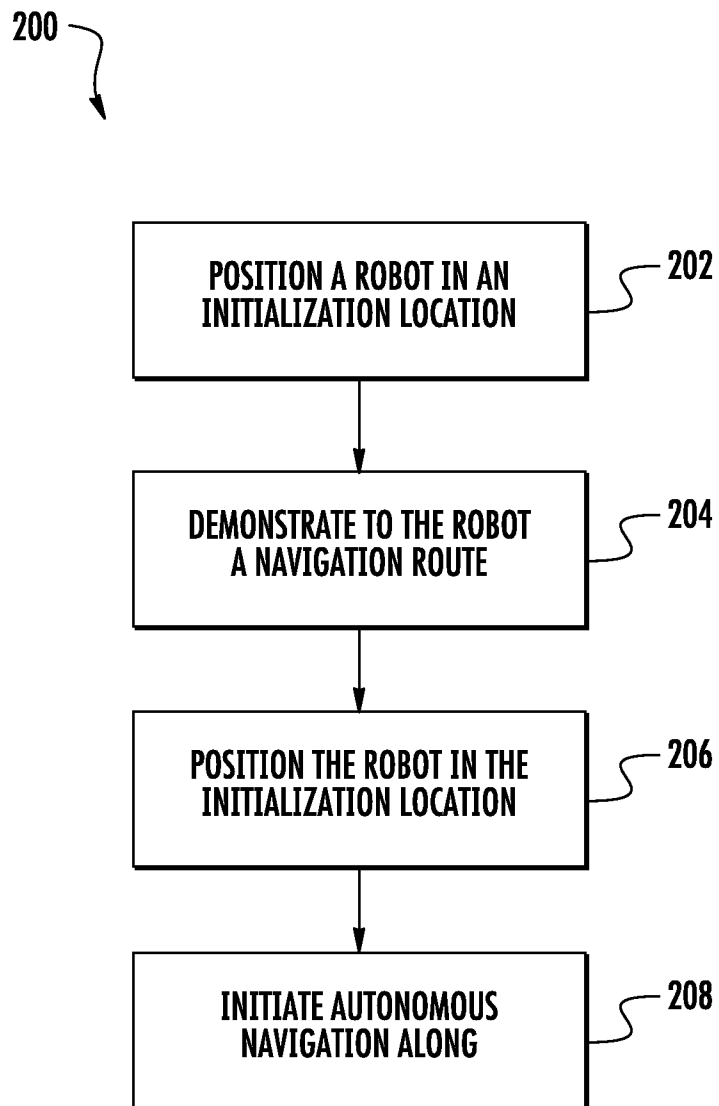 200
POSITION A ROBOT IN AN
INITIALIZATION LOCATION
202
DEMONSTRATE TO THE ROBOT
A NAVIGATION ROUTE
204
POSITION THE ROBOT IN THE
INITIALIZATION LOCATION
206
INITIATE AUTONOMOUS
NAVIGATION ALONG
208